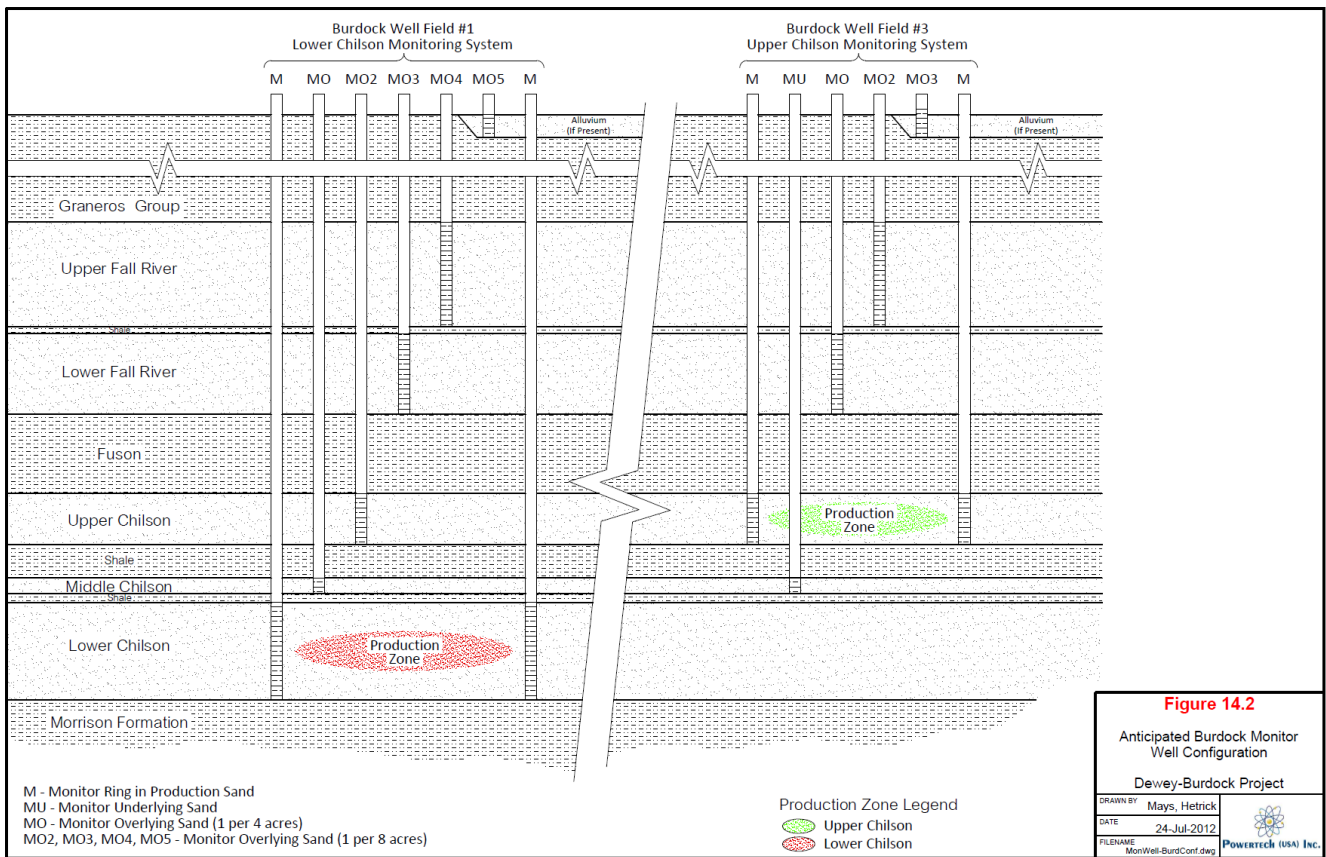 Burdock Well Field #1
Lower Chilson Monitoring System
Burdock Well Field #3
Upper Chilson Monitoring System
M MO MO2 MO3 MO4 MO5 M
M MU MO MO2 MO3 M
Alluvium
(If Present)
Alluvium
(If Present)
Graneros Group
Upper Fall River
Shale
Lower Fall River
Fuson
Upper Chilson
Production
Zone
Shale
Middle Chilson
Shale
Lower Chilson
Production
Zone
Morrison Formation
M - Monitor Ring in Production Sand
MU - Monitor Underlying Sand
MO - Monitor Overlying Sand (1 per 4 acres)
MO2, MO3, MO4, MO5 - Monitor Overlying Sand (1 per 8 acres)
Production Zone Legend
Upper Chilson
Lower Chilson
Figure 14.2
Anticipated Burdock Monitor
Well Configuration
Dewey-Burdock Project
DRAWN BY Mays, Hetrick
DATE 24-Jul-2012
FILENAME MonWell-BurdConf.dwg
POWERTECH (USA) INC.